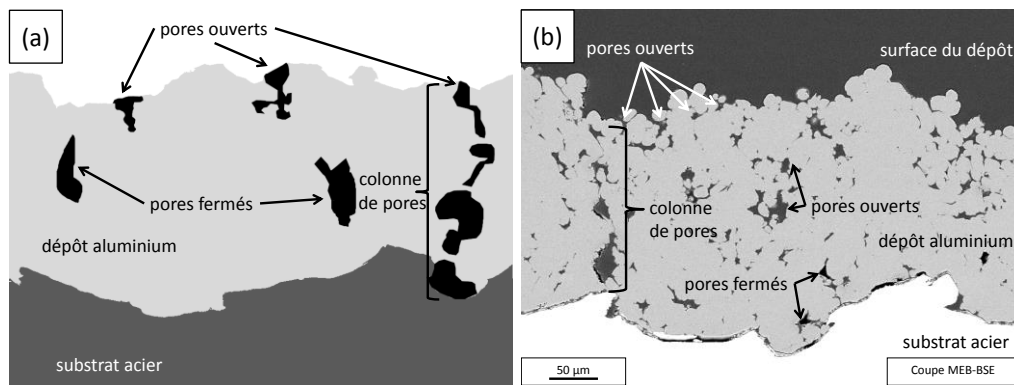 (a)
pores ouverts
pores fermés
colonne
de pores
dépôt aluminium
substrat acier
(b)
pores ouverts
surface du dépôt
colonne
de pores
pores ouverts
dépôt aluminium
pores fermés
substrat acier
50 µm
Coupe MEB-BSE